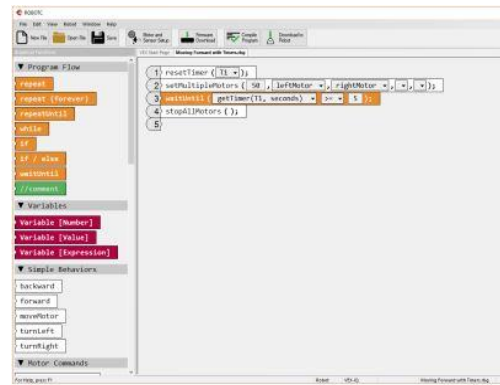 ROBOTC
File Edit View Robot Window Help
New File Open File Save Motor and Sensor Setup Firmware Download Compile Program Download to Robot
VEX Start Page Moving Forward with Timers.rbg
Program Flow
repeat
repeat (forever)
repeatUntil
while
if
if / else
waitUntil
//comment
Variables
Variable [Number]
Variable [Value]
Variable [Expression]
Simple Behaviors
backward
forward
moveMotor
turnLeft
turnRight
Motor Commands
1 resetTimer ( T1 );
2 setMultipleMotors ( 50 , leftMotor , rightMotor , , );
3 waitUntil ( getTimer(T1, seconds) >= 5 );
4 stopAllMotors ( );
5
For Help, press F1
Robot VEX-IQ Moving Forward with Timers.rbg